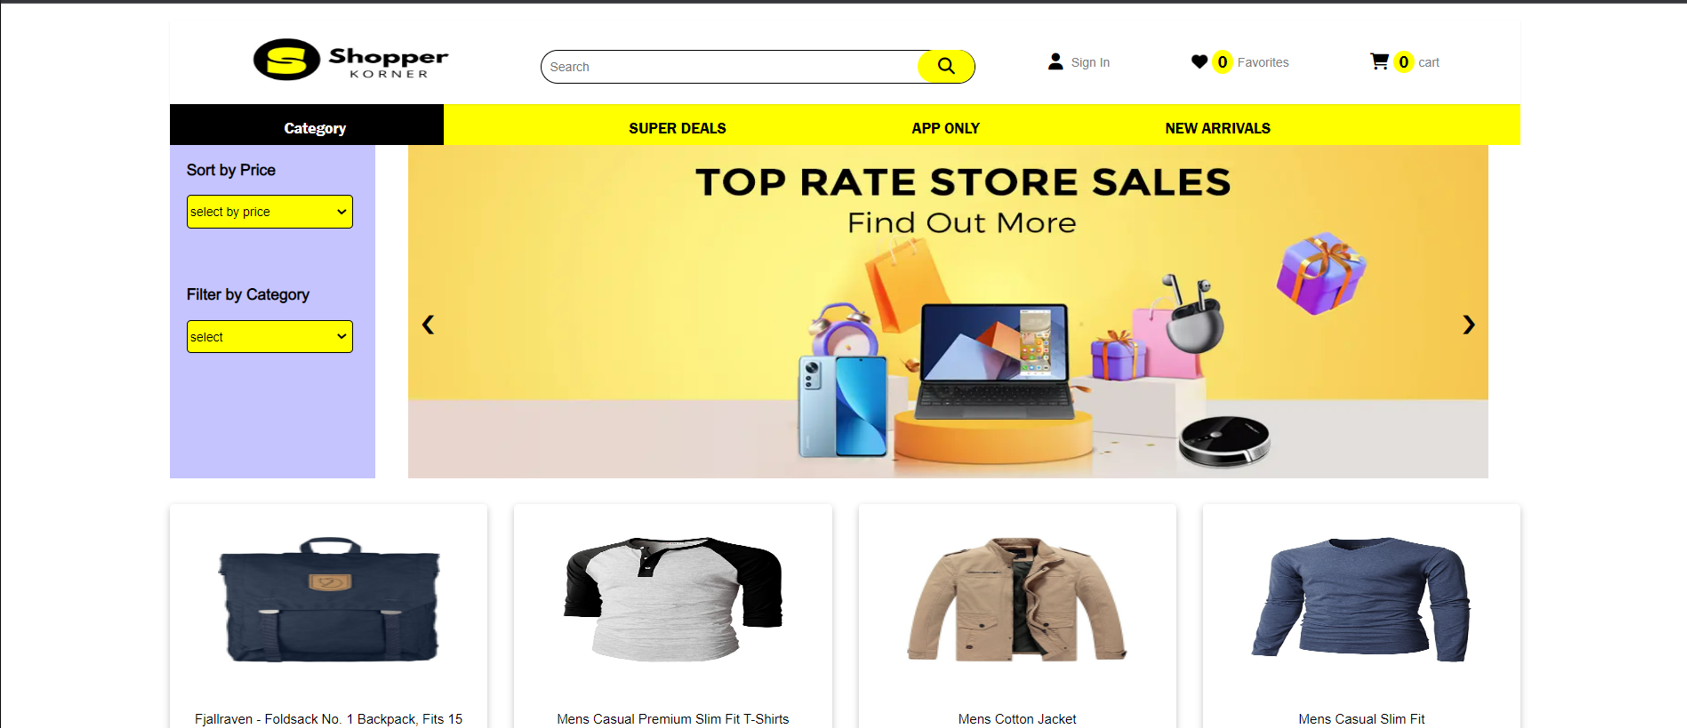 Shopper
KORNER
Search
Sign In
0 Favorites
0 cart
Category
SUPER DEALS
APP ONLY
NEW ARRIVALS
Sort by Price
select by price
Filter by Category
select
TOP RATE STORE SALES
Find Out More
Fjallraven - Foldsack No. 1 Backpack, Fits 15
Mens Casual Premium Slim Fit T-Shirts
Mens Cotton Jacket
Mens Casual Slim Fit